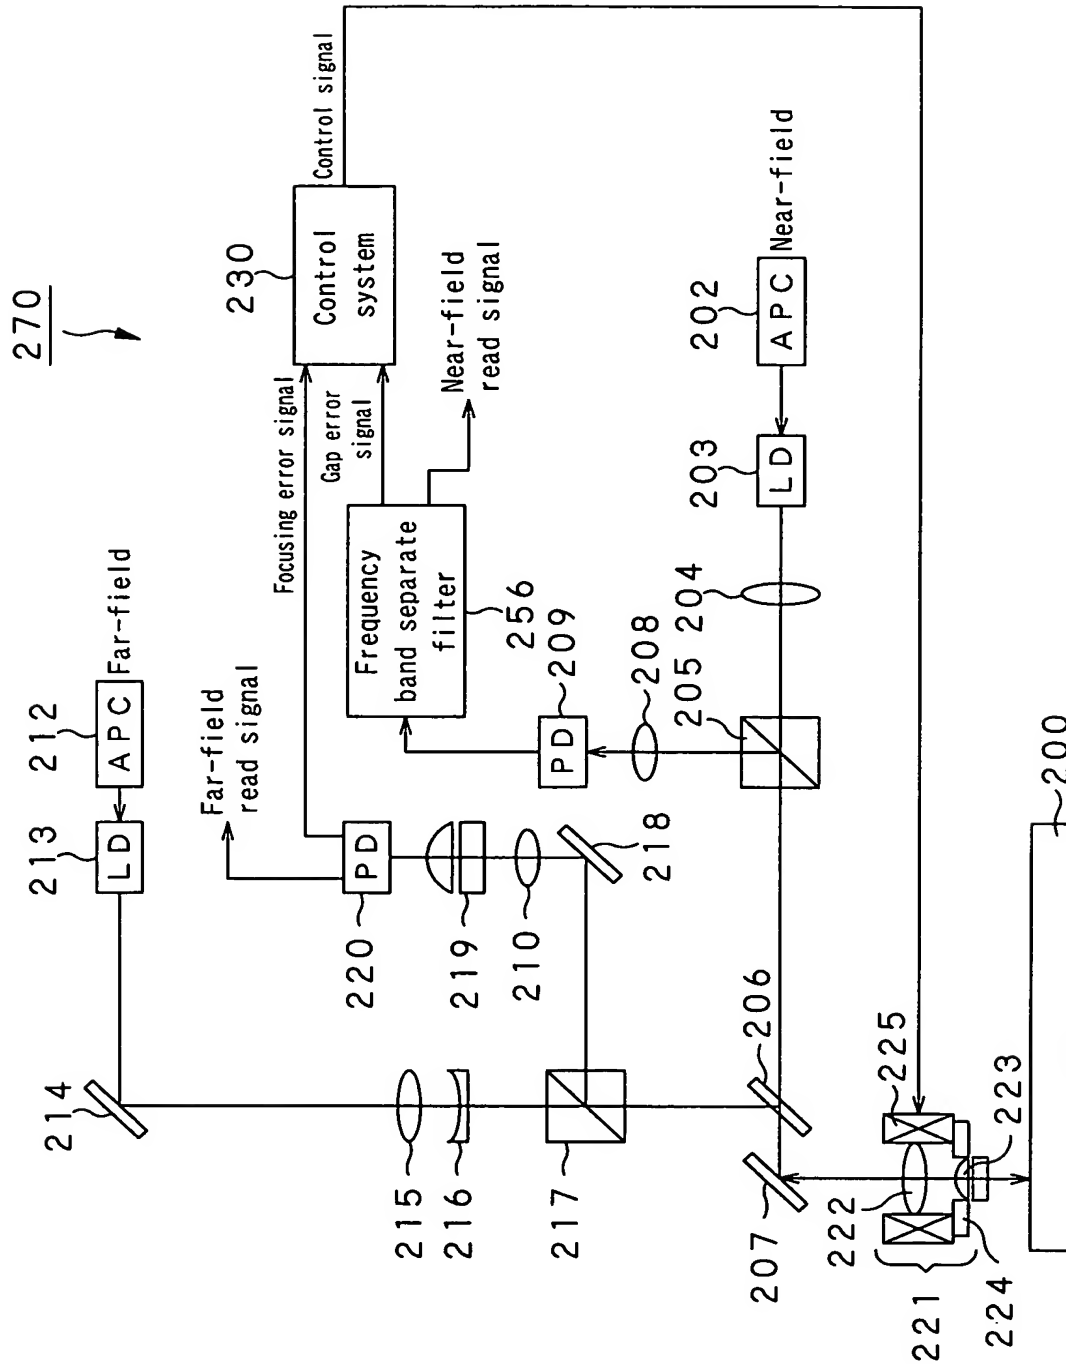 270
Control signal
230
Control
system
Focusing error signal
Gap error
signal
Near-field
read signal
Near-field
202
APC
203
LD
204
205
Far-field
212
APC
213
LD
Far-field
read signal
Frequency
band separate
filter
256
209
PD
208
PD
220
219
210
218
214
215
216
217
206
207
225
223
222
221
224
200